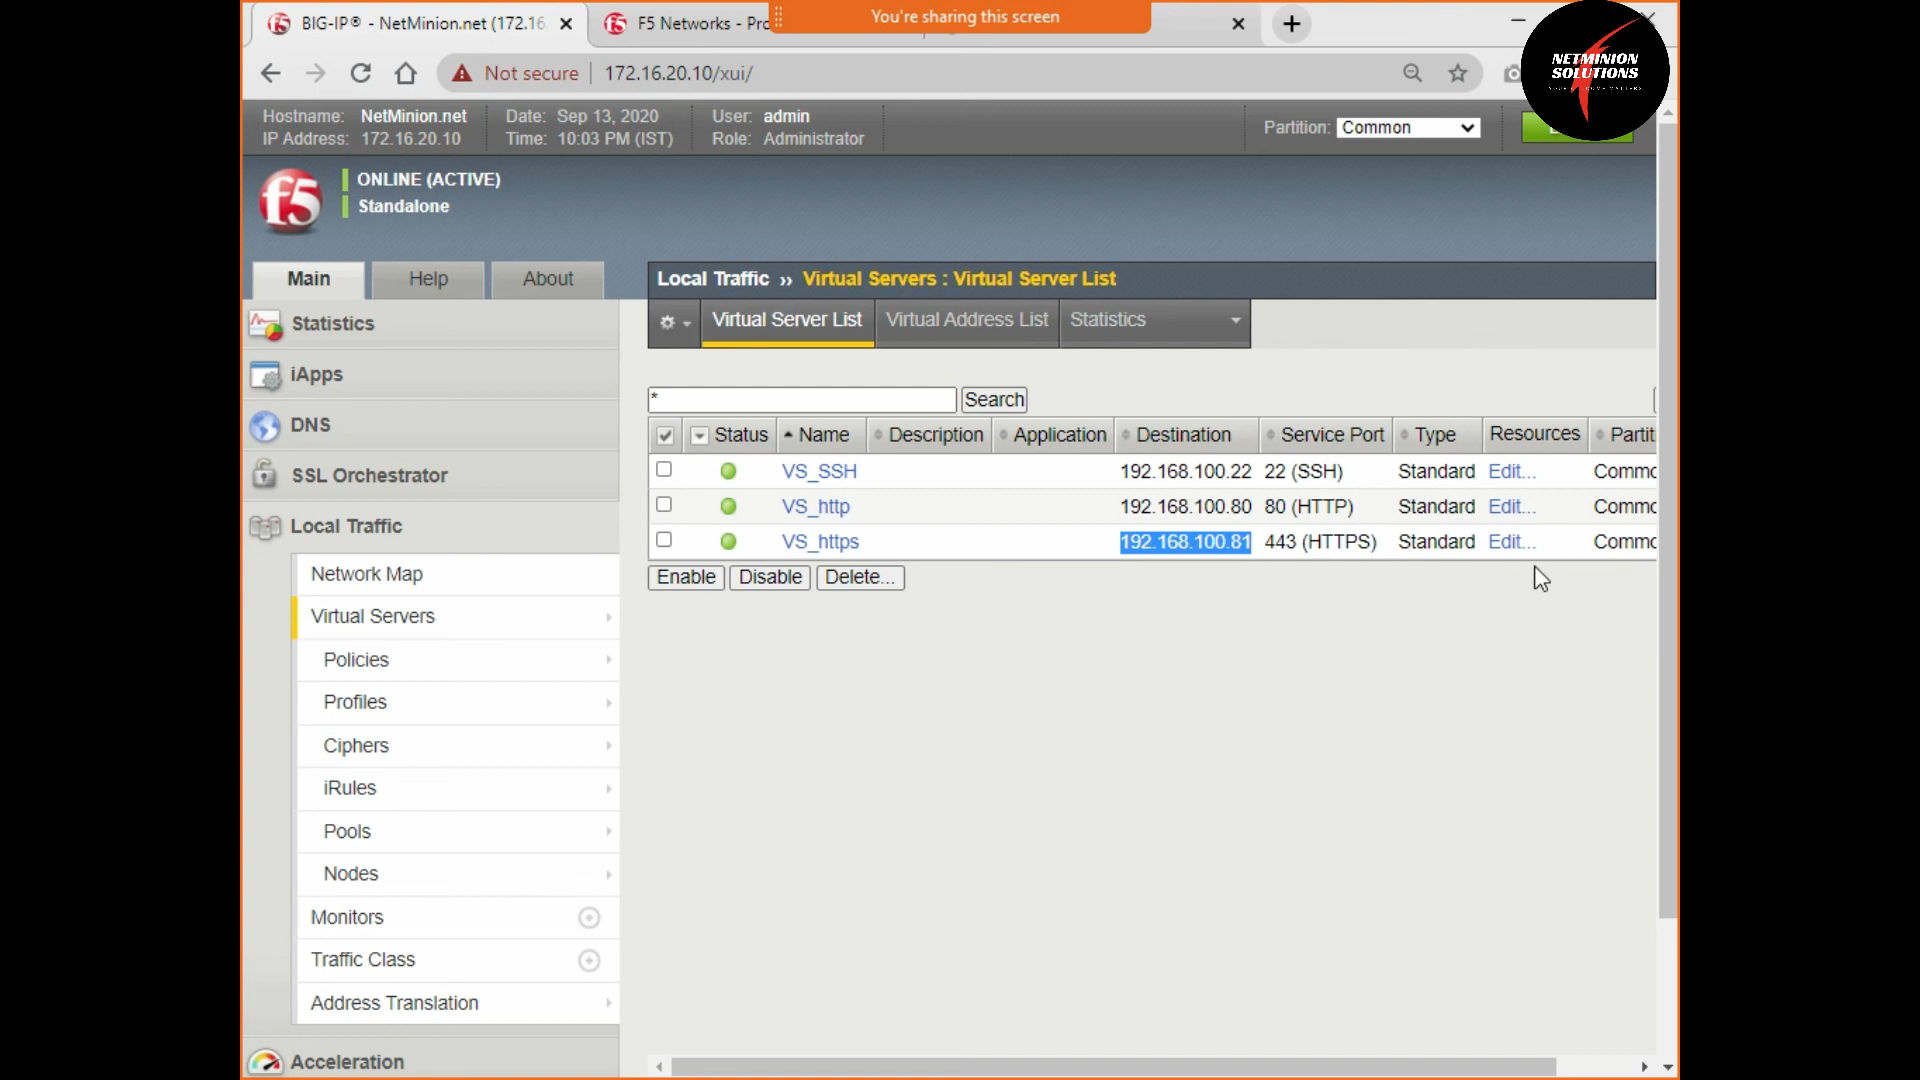 BIG-IP® - NetMinion.net (172.16
F5 Networks - Pro
You're sharing this screen
Not secure
172.16.20.10/xui/
NETMINION
SOLUTIONS
Hostname: NetMinion.net
IP Address: 172.16.20.10
Date: Sep 13, 2020
Time: 10:03 PM (IST)
User: admin
Role: Administrator
Partition: Common
f5
ONLINE (ACTIVE)
Standalone
Main
Help
About
Local Traffic ›› Virtual Servers : Virtual Server List
Virtual Server List
Virtual Address List
Statistics
Statistics
iApps
DNS
SSL Orchestrator
Local Traffic
Network Map
Virtual Servers
Policies
Profiles
Ciphers
iRules
Pools
Nodes
Monitors
Traffic Class
Address Translation
Acceleration
* Search
Status Name Description Application Destination Service Port Type Resources Partit
VS_SSH 192.168.100.22 22 (SSH) Standard Edit... Commo
VS_http 192.168.100.80 80 (HTTP) Standard Edit... Commo
VS_https 192.168.100.81 443 (HTTPS) Standard Edit... Commo
Enable Disable Delete...